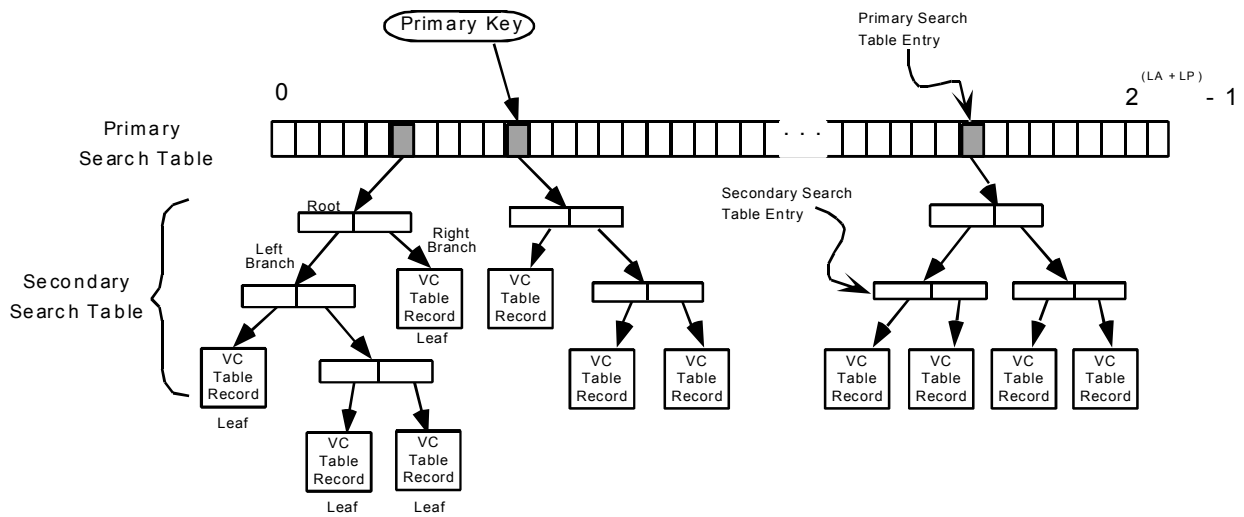 Primary Key
Primary Search
Table Entry
0
2 (LA + LP) - 1
Primary
Search Table
. . .
Secondary Search
Table Entry
Root
Left
Branch
Right
Branch
Secondary
Search Table
VC
Table
Record
Leaf
VC
Table
Record
VC
Table
Record
Leaf
VC
Table
Record
VC
Table
Record
VC
Table
Record
VC
Table
Record
VC
Table
Record
VC
Table
Record
VC
Table
Record
Leaf
VC
Table
Record
Leaf